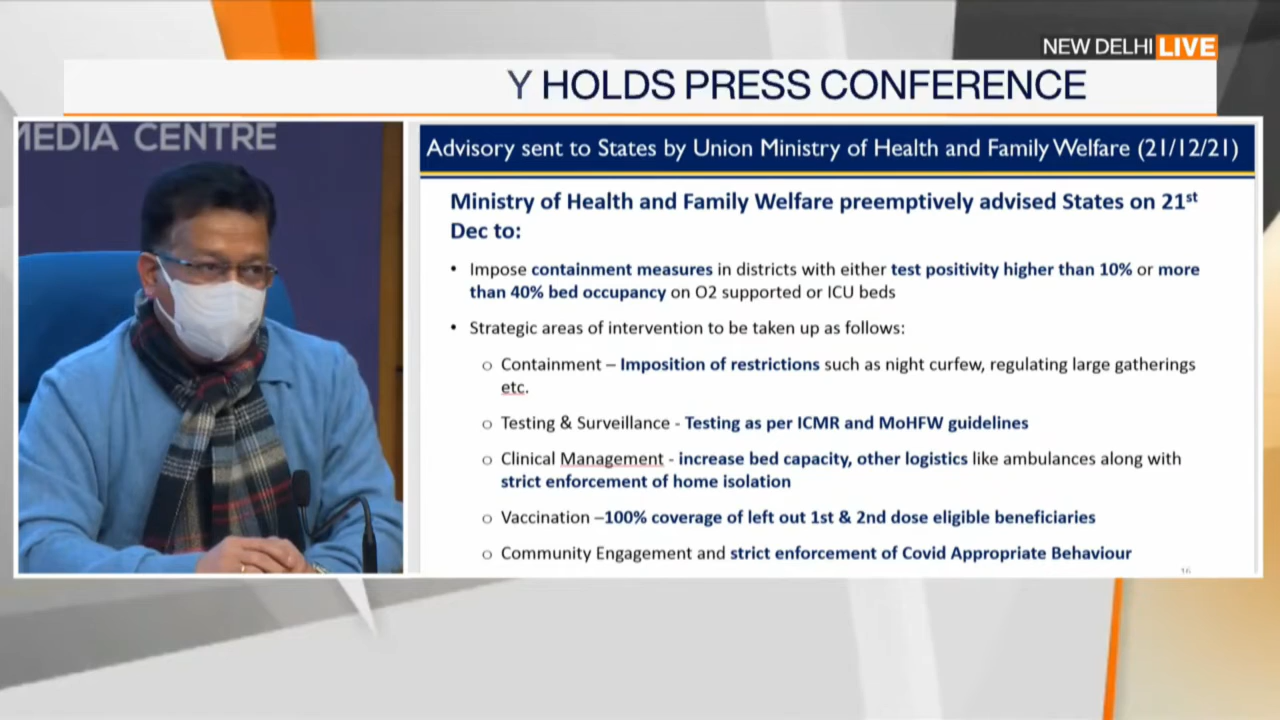 NEW DELHI LIVE
Y HOLDS PRESS CONFERENCE
MEDIA CENTRE
Advisory sent to States by Union Ministry of Health and Family Welfare (21/12/21)
Ministry of Health and Family Welfare preemptively advised States on 21st
Dec to:
• Impose containment measures in districts with either test positivity higher than 10% or more
than 40% bed occupancy on O2 supported or ICU beds
• Strategic areas of intervention to be taken up as follows:
o Containment – Imposition of restrictions such as night curfew, regulating large gatherings
etc.
o Testing & Surveillance - Testing as per ICMR and MoHFW guidelines
o Clinical Management - increase bed capacity, other logistics like ambulances along with
strict enforcement of home isolation
o Vaccination –100% coverage of left out 1st & 2nd dose eligible beneficiaries
o Community Engagement and strict enforcement of Covid Appropriate Behaviour